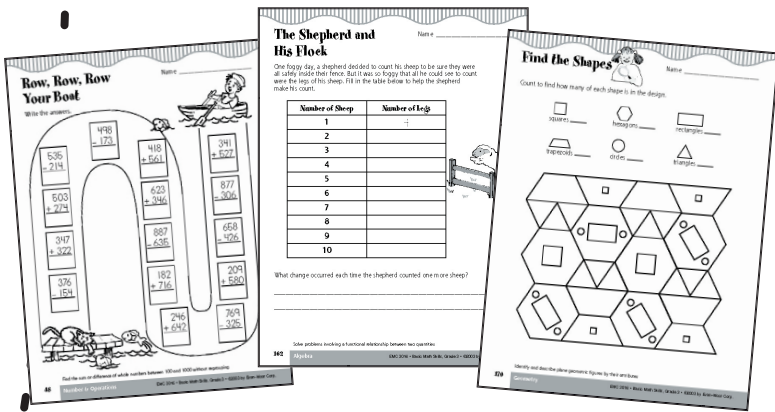 Row, Row, Row
Your Boat
Name
Write the answers.
536
- 214
503
+ 274
347
+ 322
376
- 154
498
- 173
418
+ 561
623
+ 346
887
- 635
182
+ 716
246
+ 642
341
+ 527
877
- 306
658
- 426
209
+ 580
769
- 325
Find the sum or difference of whole numbers between 100 and 1000 without regrouping.
Number & Operations
The Shepherd and
His Flock
Name
One foggy day, a shepherd decided to count his sheep to be sure they were
all safely inside their fence. But it was so foggy that all he could see to count
were the legs of his sheep. Fill in the table below to help the shepherd
make his count.
Number of Sheep Number of Legs
1 4
2
3
4
5
6
7
8
9
10
What change occurred each time the shepherd counted one more sheep?
Solve problems involving a functional relationship between two quantities
302 Algebra
Find the Shapes
Name
Count to find how many of each shape is in the design.
squares
hexagons
rectangles
trapezoids
circles
triangles
Identify and describe plane geometric figures by their attributes
320 Geometry